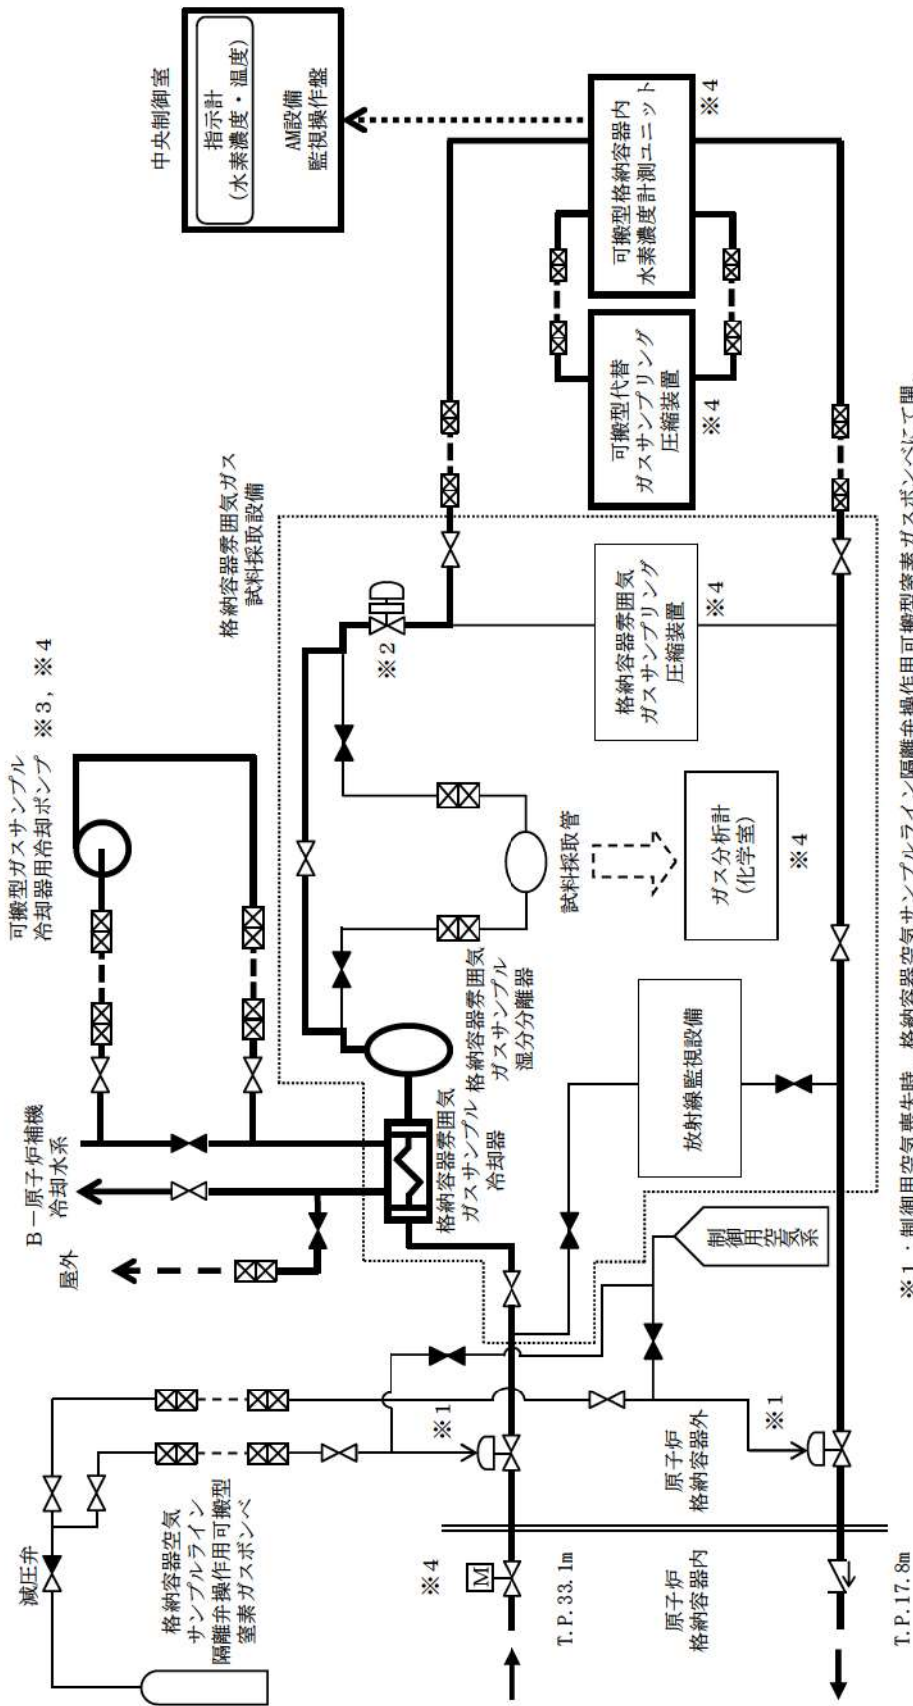 中央制御室
指示計
(水素濃度・温度)
AM設備
監視操作盤
可搬型格納容器内
水素濃度計測ユニット
※4
可搬型代替
ガスサンプリング
圧縮装置
※4
格納容器雰囲気ガス
試料採取設備
※2
格納容器雰囲気
ガスサンプリング
圧縮装置
※4
可搬型ガスサンプル
冷却器用冷却ポンプ
※3, ※4
試料採取管
ガス分析計
(化学室)
※4
格納容器雰囲気
ガスサンプル
湿分分離器
格納容器雰囲気
ガスサンプル
冷却器
放射線監視設備
B-原子炉補機
冷却水系
屋外
制御用空気系
※1
※1
減圧弁
格納容器空気
サンプルライン
隔離弁操作用可搬型
窒素ガスボンベ
原子炉
格納容器外
※4
M
原子炉
格納容器内
T.P.33.1m
T.P.17.8m
※1:制御用空気喪失時、格納容器空気サンプルライン隔離弁操作用可搬型窒素ガスボンベにて開